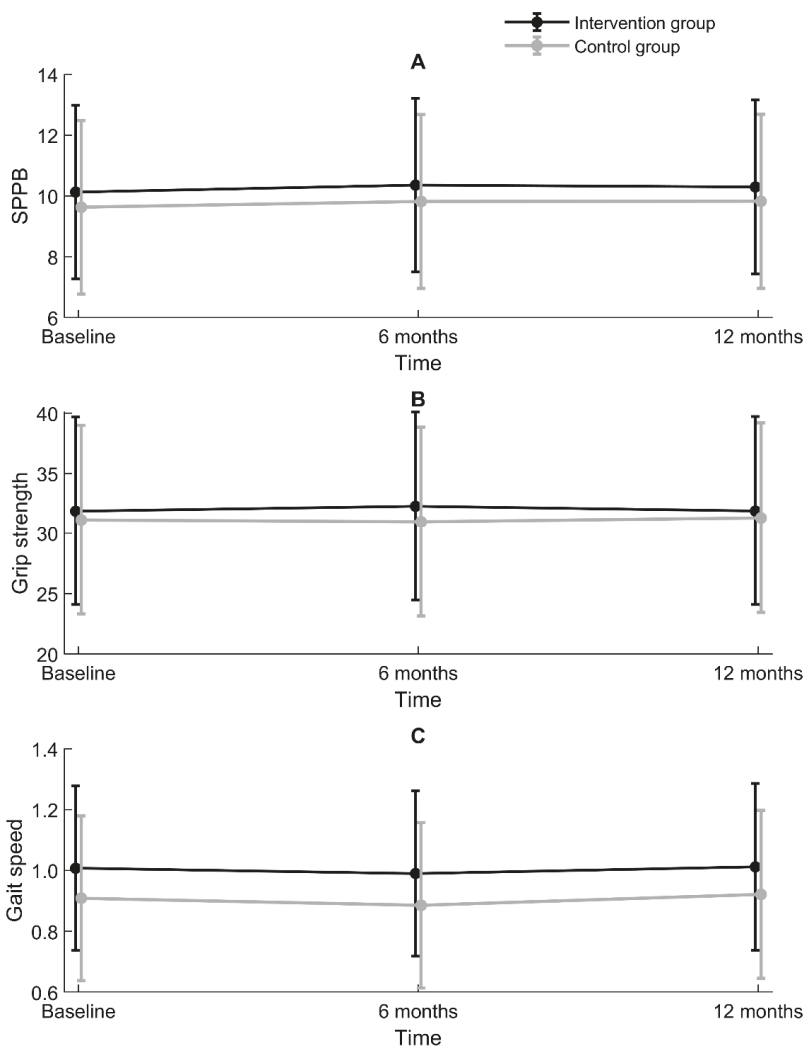 Intervention group
Control group
A
14
12
10
8
6
SPPB
Baseline 6 months 12 months
Time
B
40
35
30
25
20
Grip strength
Baseline 6 months 12 months
Time
C
1.4
1.2
1.0
0.8
0.6
Gait speed
Baseline 6 months 12 months
Time